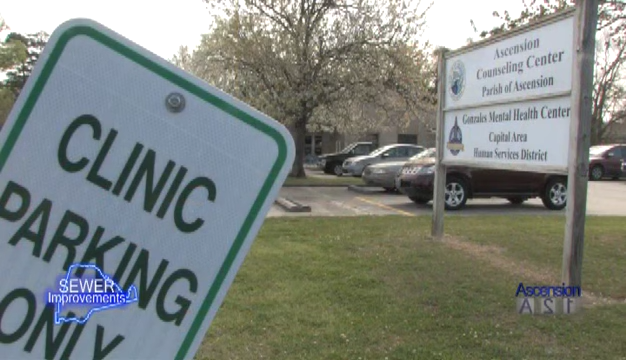 CLINIC
PARKING
ONLY
Ascension
Counseling Center
Parish of Ascension
Gonzales Mental Health Center
Capital Area
Human Services District
SEWER
Improvements
Ascension